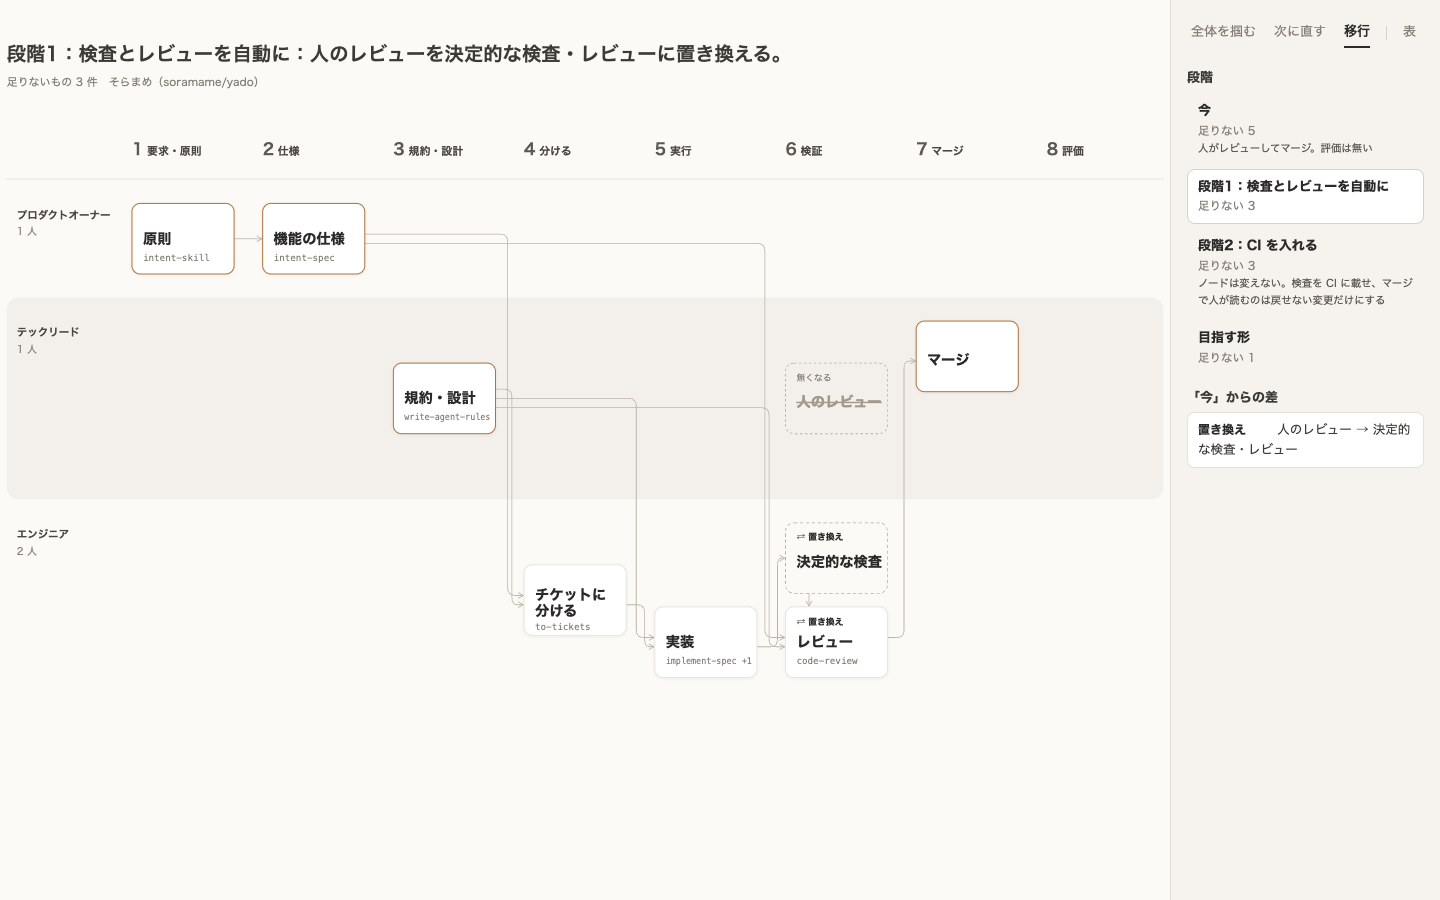 段階1：検査とレビューを自動に：人のレビューを決定的な検査・レビューに置き換える。
足りないもの 3 件　そらまめ（soramame/yado）
1 要求・原則
2 仕様
3 規約・設計
4 分ける
5 実行
6 検証
7 マージ
8 評価
プロダクトオーナー
1 人
原則
intent-skill
機能の仕様
intent-spec
テックリード
1 人
規約・設計
write-agent-rules
無くなる
人のレビュー
マージ
エンジニア
2 人
チケットに
分ける
to-tickets
実装
implement-spec +1
⇄ 置き換え
決定的な検査
⇄ 置き換え
レビュー
code-review
全体を掴む
次に直す
移行
表
段階
今
足りない 5
人がレビューしてマージ。評価は無い
段階1：検査とレビューを自動に
足りない 3
段階2：CI を入れる
足りない 3
ノードは変えない。検査を CI に載せ、マージ
で人が読むのは戻せない変更だけにする
目指す形
足りない 1
「今」からの差
置き換え　　人のレビュー → 決定的
な検査・レビュー